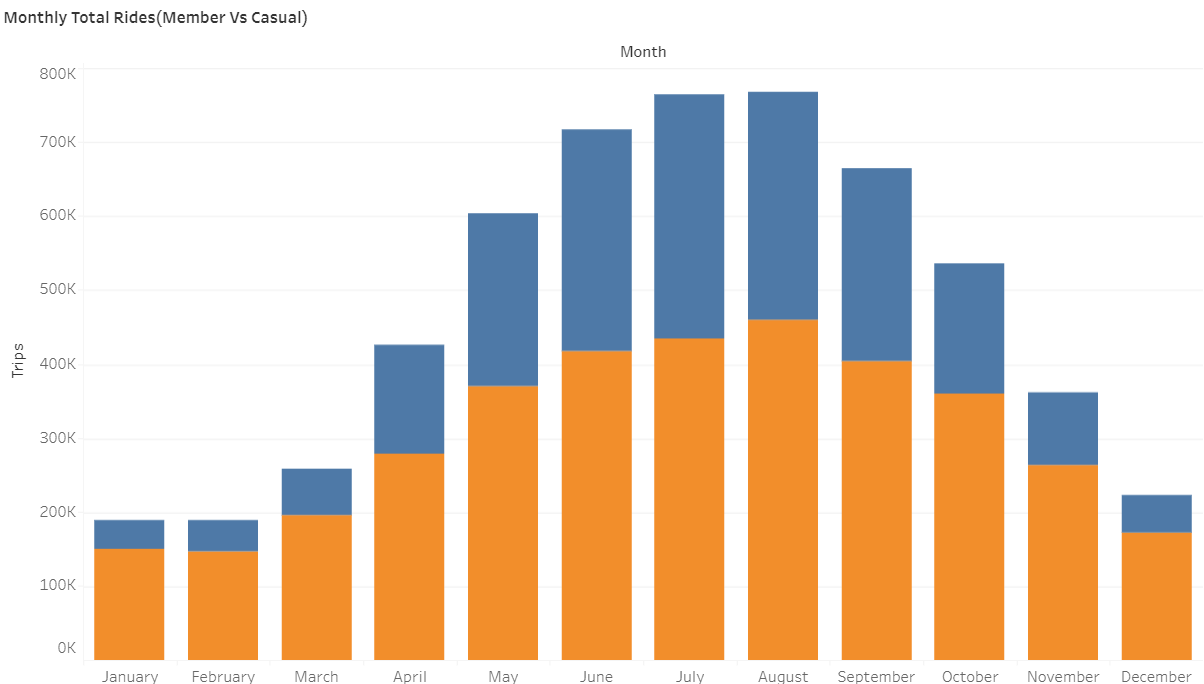 Monthly Total Rides(Member Vs Casual)
Month
800K
700K
600K
500K
400K
300K
200K
100K
0K
Trips
January February March April May June July August September October November December